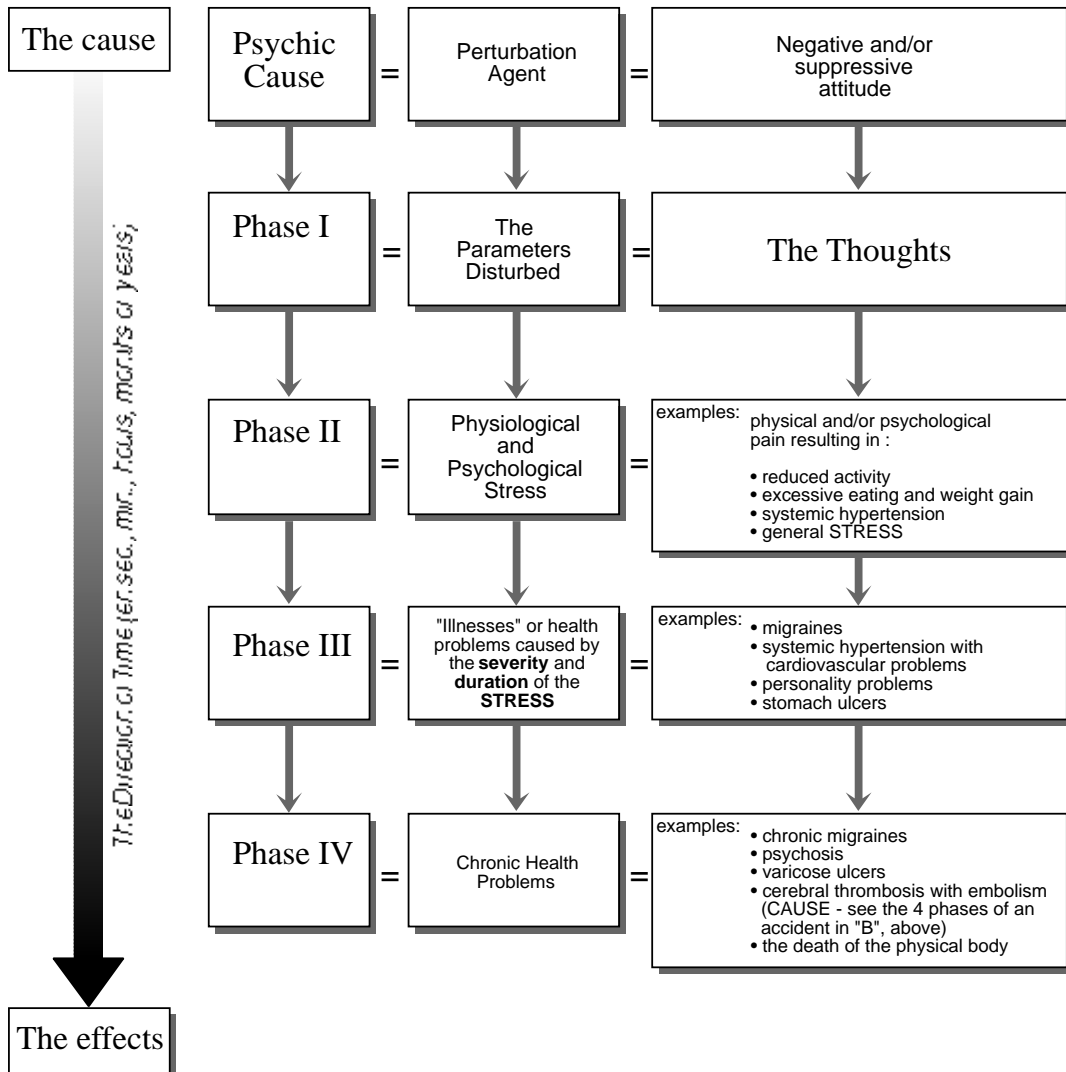 The cause
Psychic
Cause
=
Perturbation
Agent
=
Negative and/or
suppressive
attitude
Phase I
=
The
Parameters
Disturbed
=
The Thoughts
Phase II
=
Physiological
and
Psychological
Stress
=
examples:
physical and/or psychological
pain resulting in :
• reduced activity
• excessive eating and weight gain
• systemic hypertension
• general STRESS
Phase III
=
"Illnesses" or health
problems caused by
the severity and
duration of the
STRESS
=
examples:
• migraines
• systemic hypertension with
cardiovascular problems
• personality problems
• stomach ulcers
Phase IV
=
Chronic Health
Problems
=
examples:
• chronic migraines
• psychosis
• varicose ulcers
• cerebral thrombosis with embolism
(CAUSE - see the 4 phases of an
accident in "B", above)
• the death of the physical body
The effects